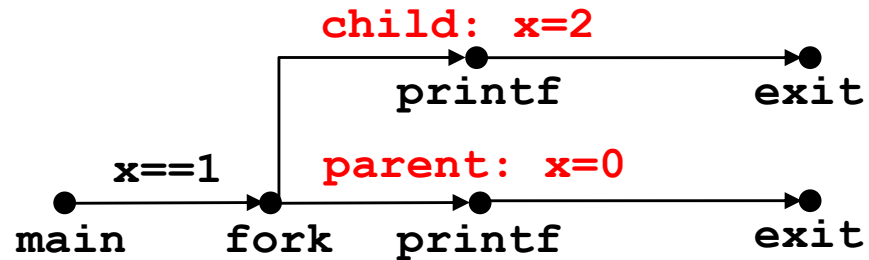 child: x=2
printf exit
x==1 parent: x=0
main fork printf exit